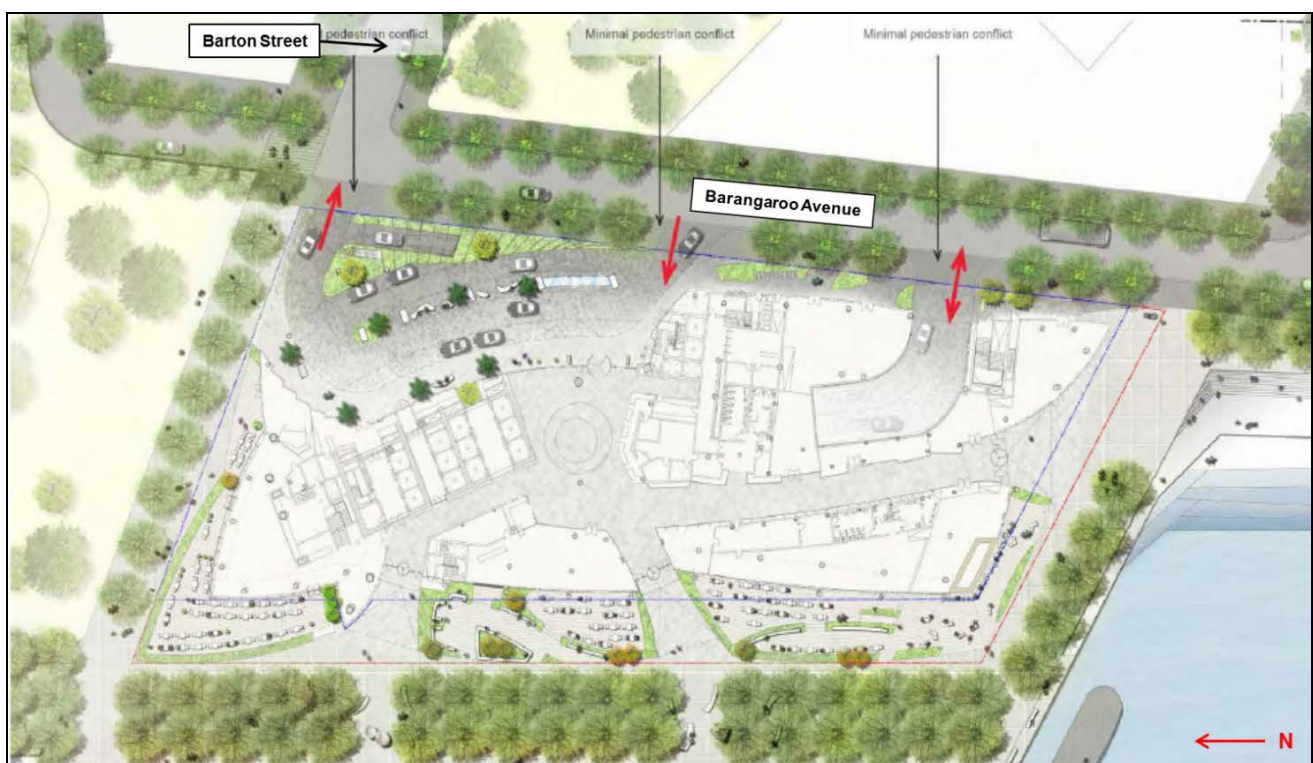 Barton Street
pedestrian conflict
Minimal pedestrian conflict
Minimal pedestrian conflict
Barangaroo Avenue
N